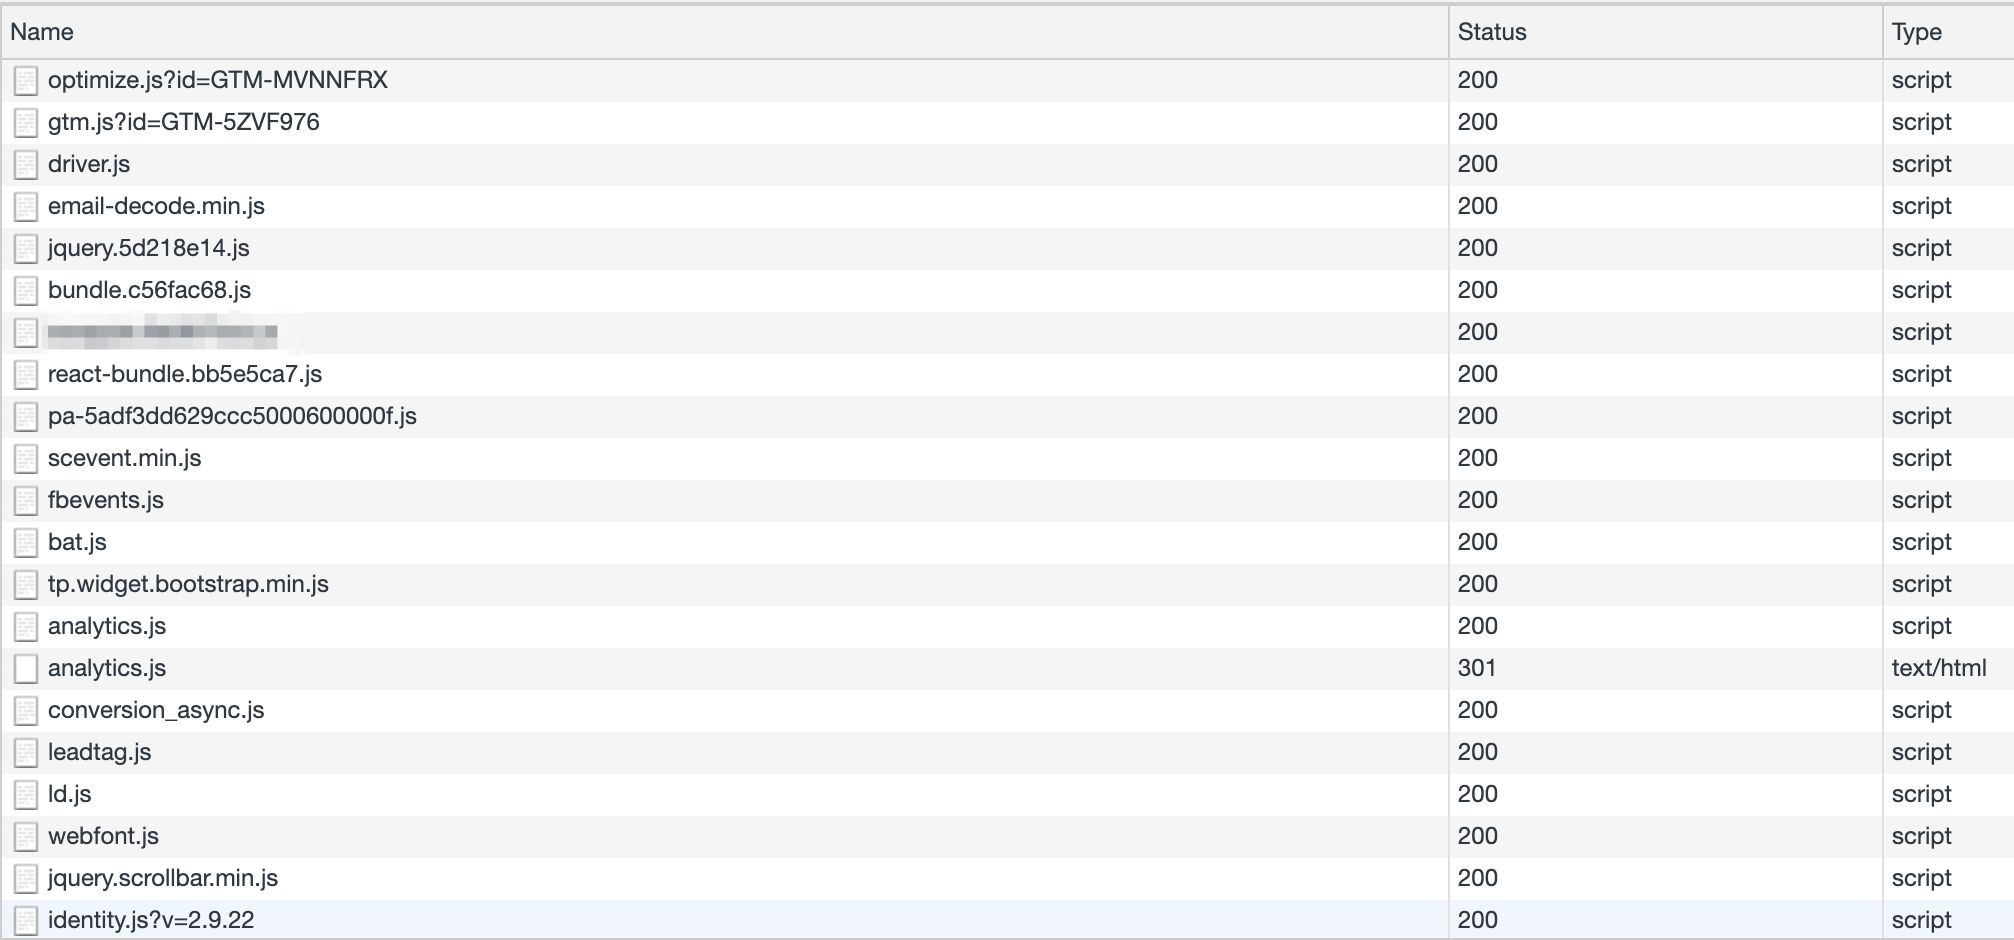 Name Status Type
optimize.js?id=GTM-MVNNFRX 200 script
gtm.js?id=GTM-5ZVF976 200 script
driver.js 200 script
email-decode.min.js 200 script
jquery.5d218e14.js 200 script
bundle.c56fac68.js 200 script
200 script
react-bundle.bb5e5ca7.js 200 script
pa-5adf3dd629ccc5000600000f.js 200 script
scevent.min.js 200 script
fbevents.js 200 script
bat.js 200 script
tp.widget.bootstrap.min.js 200 script
analytics.js 200 script
analytics.js 301 text/html
conversion_async.js 200 script
leadtag.js 200 script
ld.js 200 script
webfont.js 200 script
jquery.scrollbar.min.js 200 script
identity.js?v=2.9.22 200 script